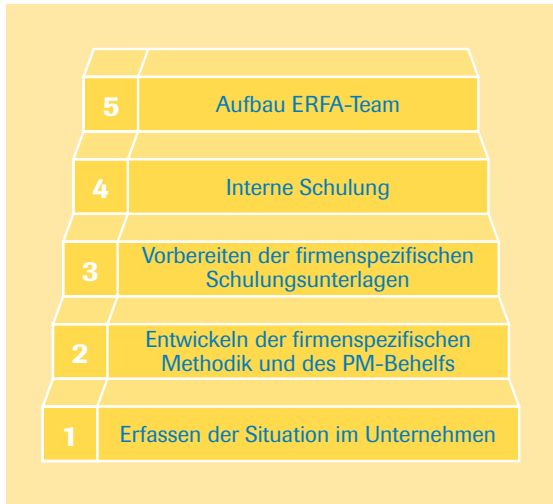 5 Aufbau ERFA-Team
4 Interne Schulung
3 Vorbereiten der firmenspezifischen
Schulungsunterlagen
2 Entwickeln der firmenspezifischen
Methodik und des PM-Behelfs
1 Erfassen der Situation im Unternehmen